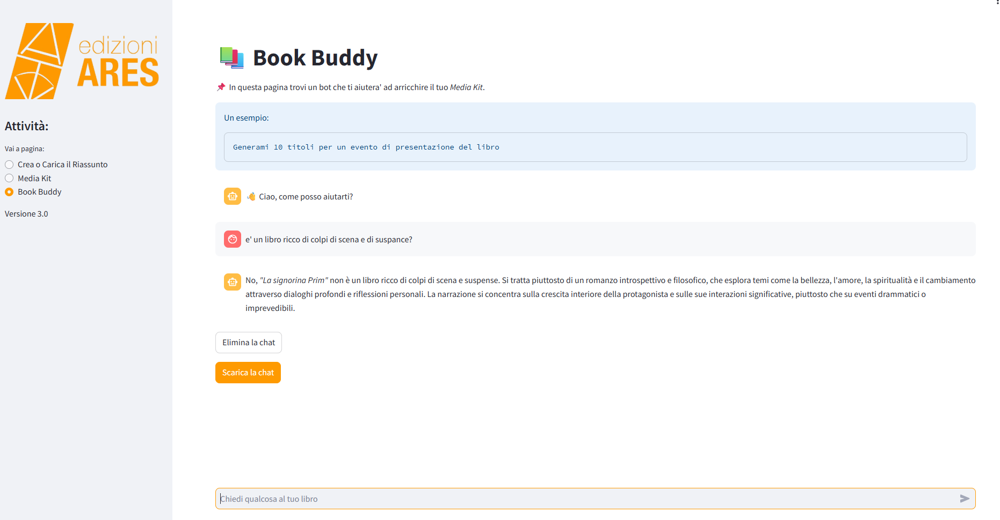 edizioni
ARES
Attività:
Vai a pagina:
Crea o Carica il Riassunto
Media Kit
Book Buddy
Versione 3.0
Book Buddy
In questa pagina trovi un bot che ti aiutera' ad arricchire il tuo Media Kit.
Un esempio:
Generami 10 titoli per un evento di presentazione del libro
Ciao, come posso aiutarti?
e' un libro ricco di colpi di scena e di suspance?
No, "La signorina Prim" non è un libro ricco di colpi di scena e suspense. Si tratta piuttosto di un romanzo introspettivo e filosofico, che esplora temi come la bellezza, l'amore, la spiritualità e il cambiamento
attraverso dialoghi profondi e riflessioni personali. La narrazione si concentra sulla crescita interiore della protagonista e sulle sue interazioni significative, piuttosto che su eventi drammatici o
imprevedibili.
Elimina la chat
Scarica la chat
Chiedi qualcosa al tuo libro